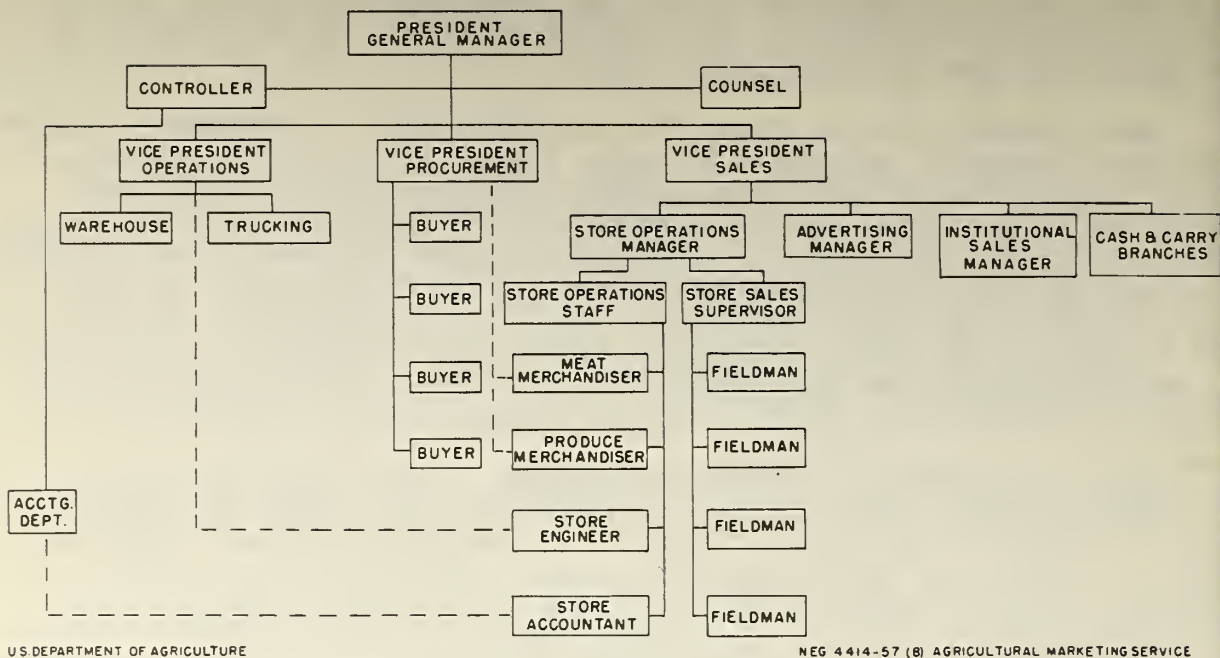 PRESIDENT
GENERAL MANAGER
CONTROLLER
COUNSEL
VICE PRESIDENT
OPERATIONS
VICE PRESIDENT
PROCUREMENT
VICE PRESIDENT
SALES
WAREHOUSE
TRUCKING
BUYER
STORE OPERATIONS
MANAGER
ADVERTISING
MANAGER
INSTITUTIONAL
SALES
MANAGER
CASH & CARRY
BRANCHES
BUYER
STORE OPERATIONS
STAFF
STORE SALES
SUPERVISOR
BUYER
MEAT
MERCHANDISER
FIELDMAN
BUYER
PRODUCE
MERCHANDISER
FIELDMAN
ACCTG.
DEPT.
STORE
ENGINEER
FIELDMAN
STORE
ACCOUNTANT
FIELDMAN
U.S. DEPARTMENT OF AGRICULTURE
NEG 4414-57 (8) AGRICULTURAL MARKETING SERVICE